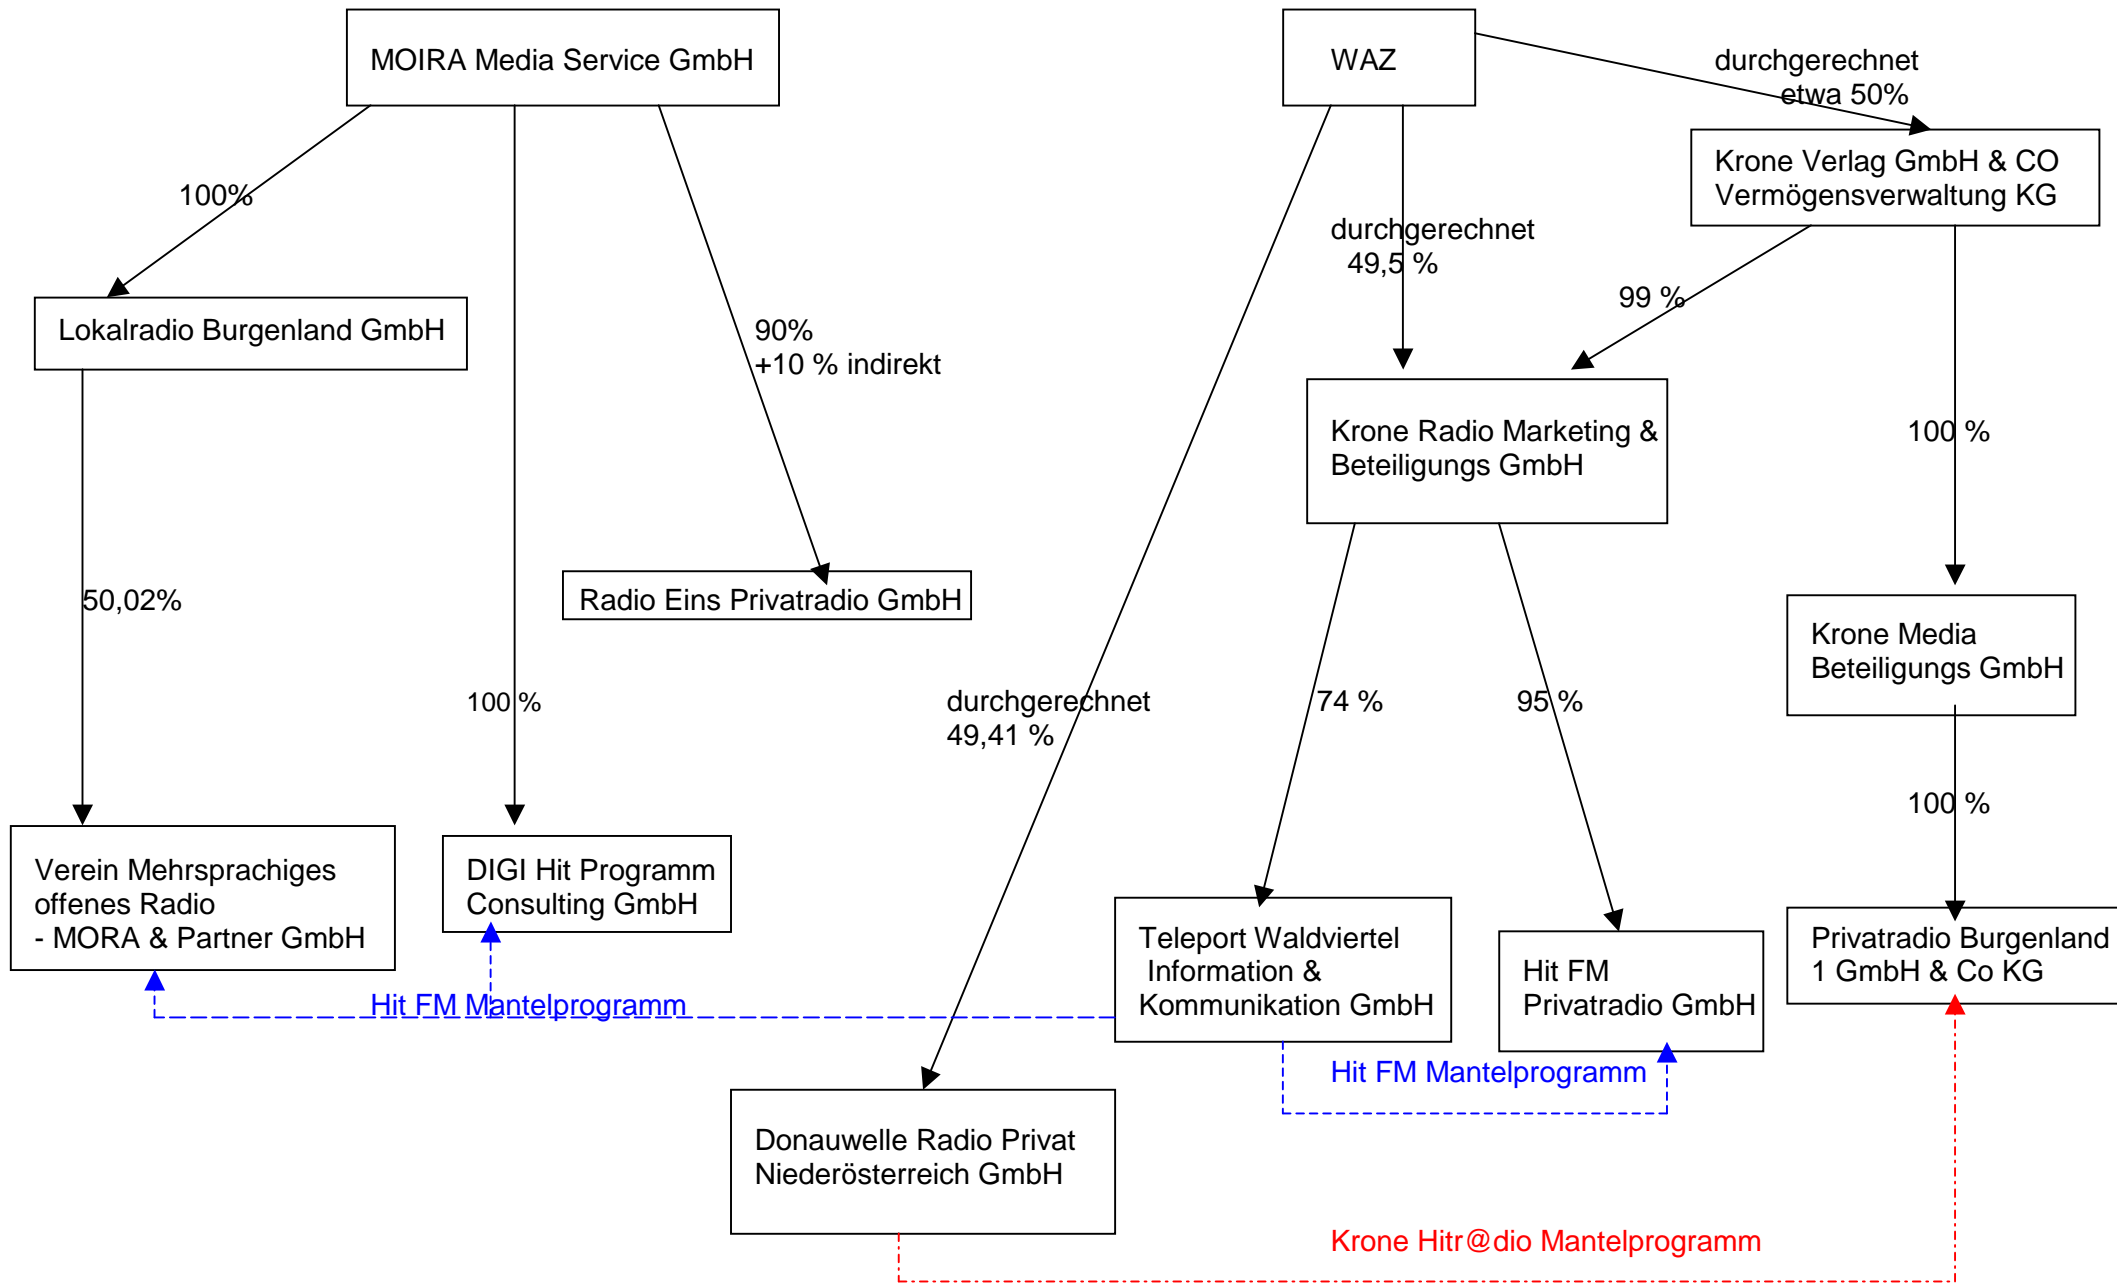 MOIRA Media Service GmbH
WAZ
durchgerechnet
etwa 50%
Krone Verlag GmbH & CO
Vermögensverwaltung KG
100%
durchgerechnet
49,5 %
99 %
Lokalradio Burgenland GmbH
90%
+10 % indirekt
Krone Radio Marketing &
Beteiligungs GmbH
100 %
50,02%
Radio Eins Privatradio GmbH
Krone Media
Beteiligungs GmbH
100 %
durchgerechnet
49,41 %
74 %
95 %
100 %
Verein Mehrsprachiges
offenes Radio
- MORA & Partner GmbH
DIGI Hit Programm
Consulting GmbH
Teleport Waldviertel
Information &
Kommunikation GmbH
Hit FM
Privatradio GmbH
Privatradio Burgenland
1 GmbH & Co KG
Hit FM Mantelprogramm
Hit FM Mantelprogramm
Donauwelle Radio Privat
Niederösterreich GmbH
Krone Hitr@dio Mantelprogramm